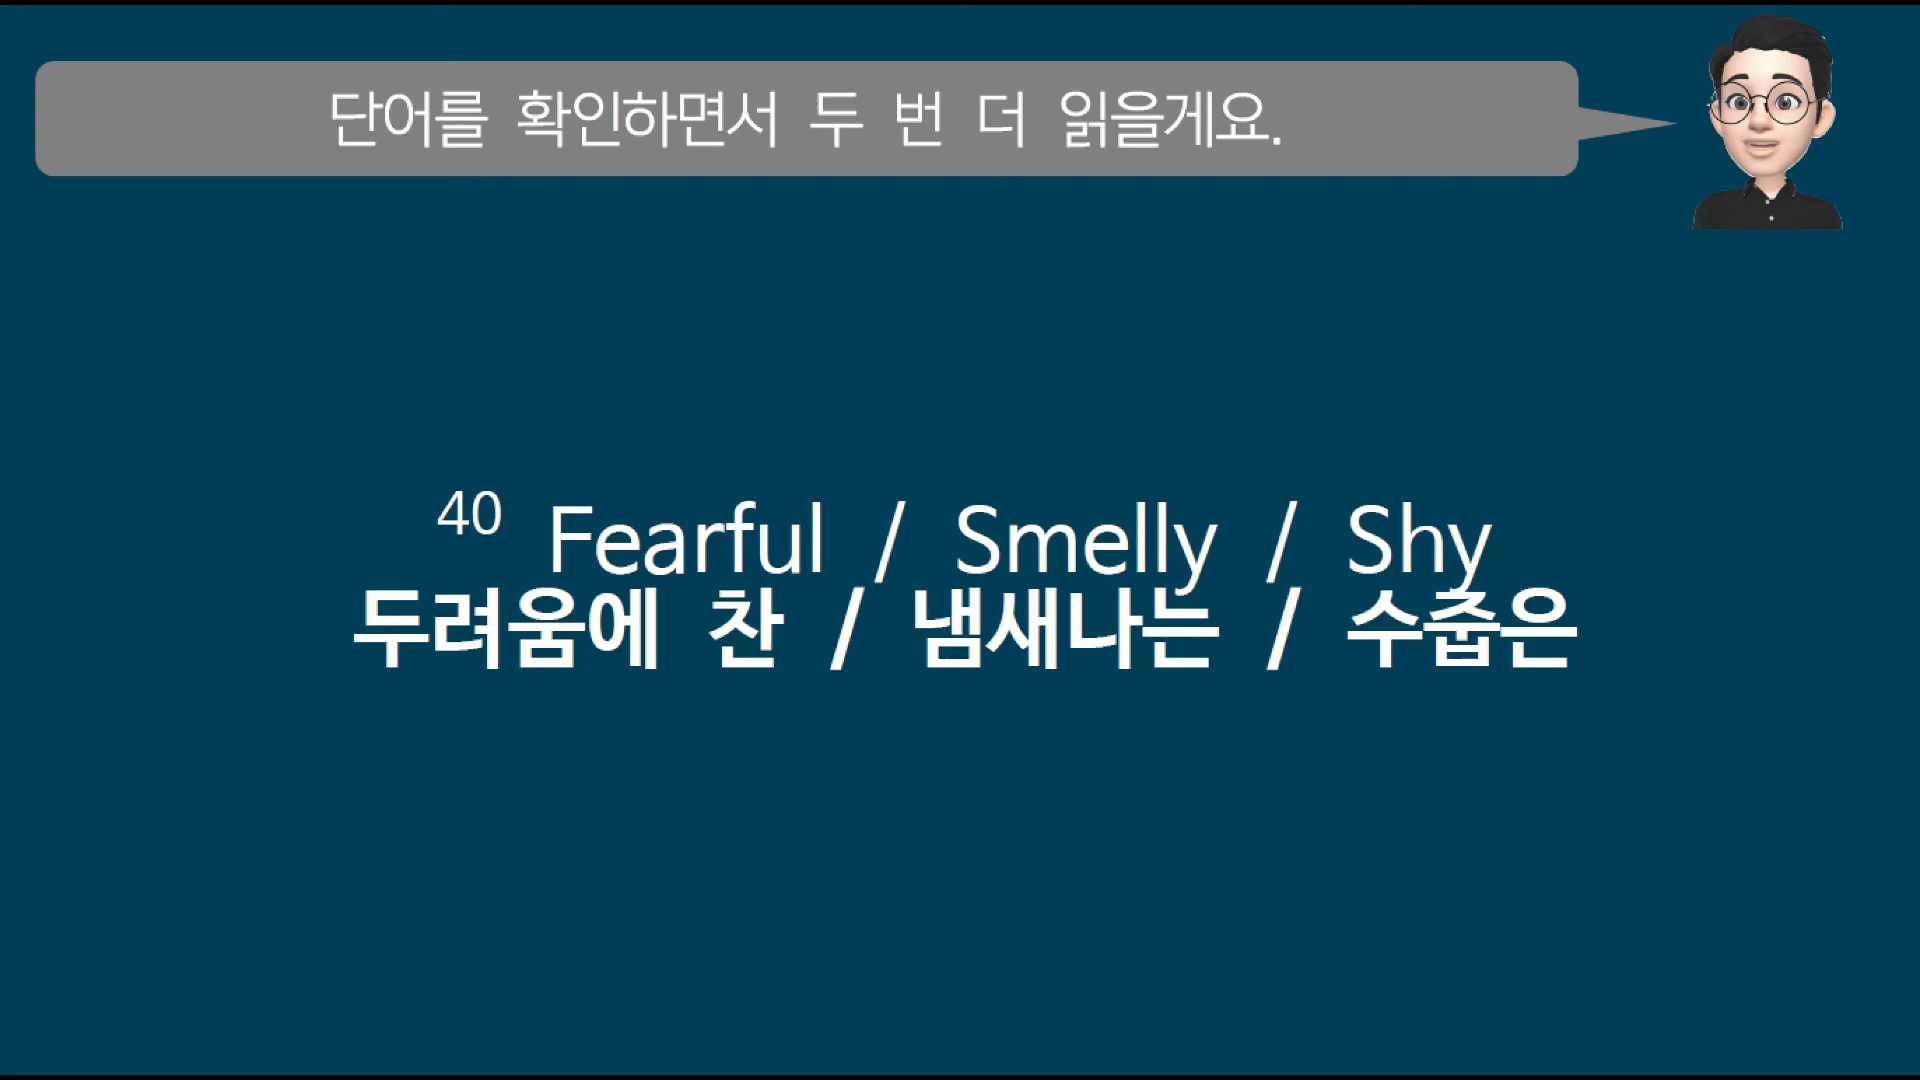 단어를 확인하면서 두 번 더 읽을게요.
40 Fearful / Smelly / Shy
두려움에 찬 / 냄새나는 / 수줍은